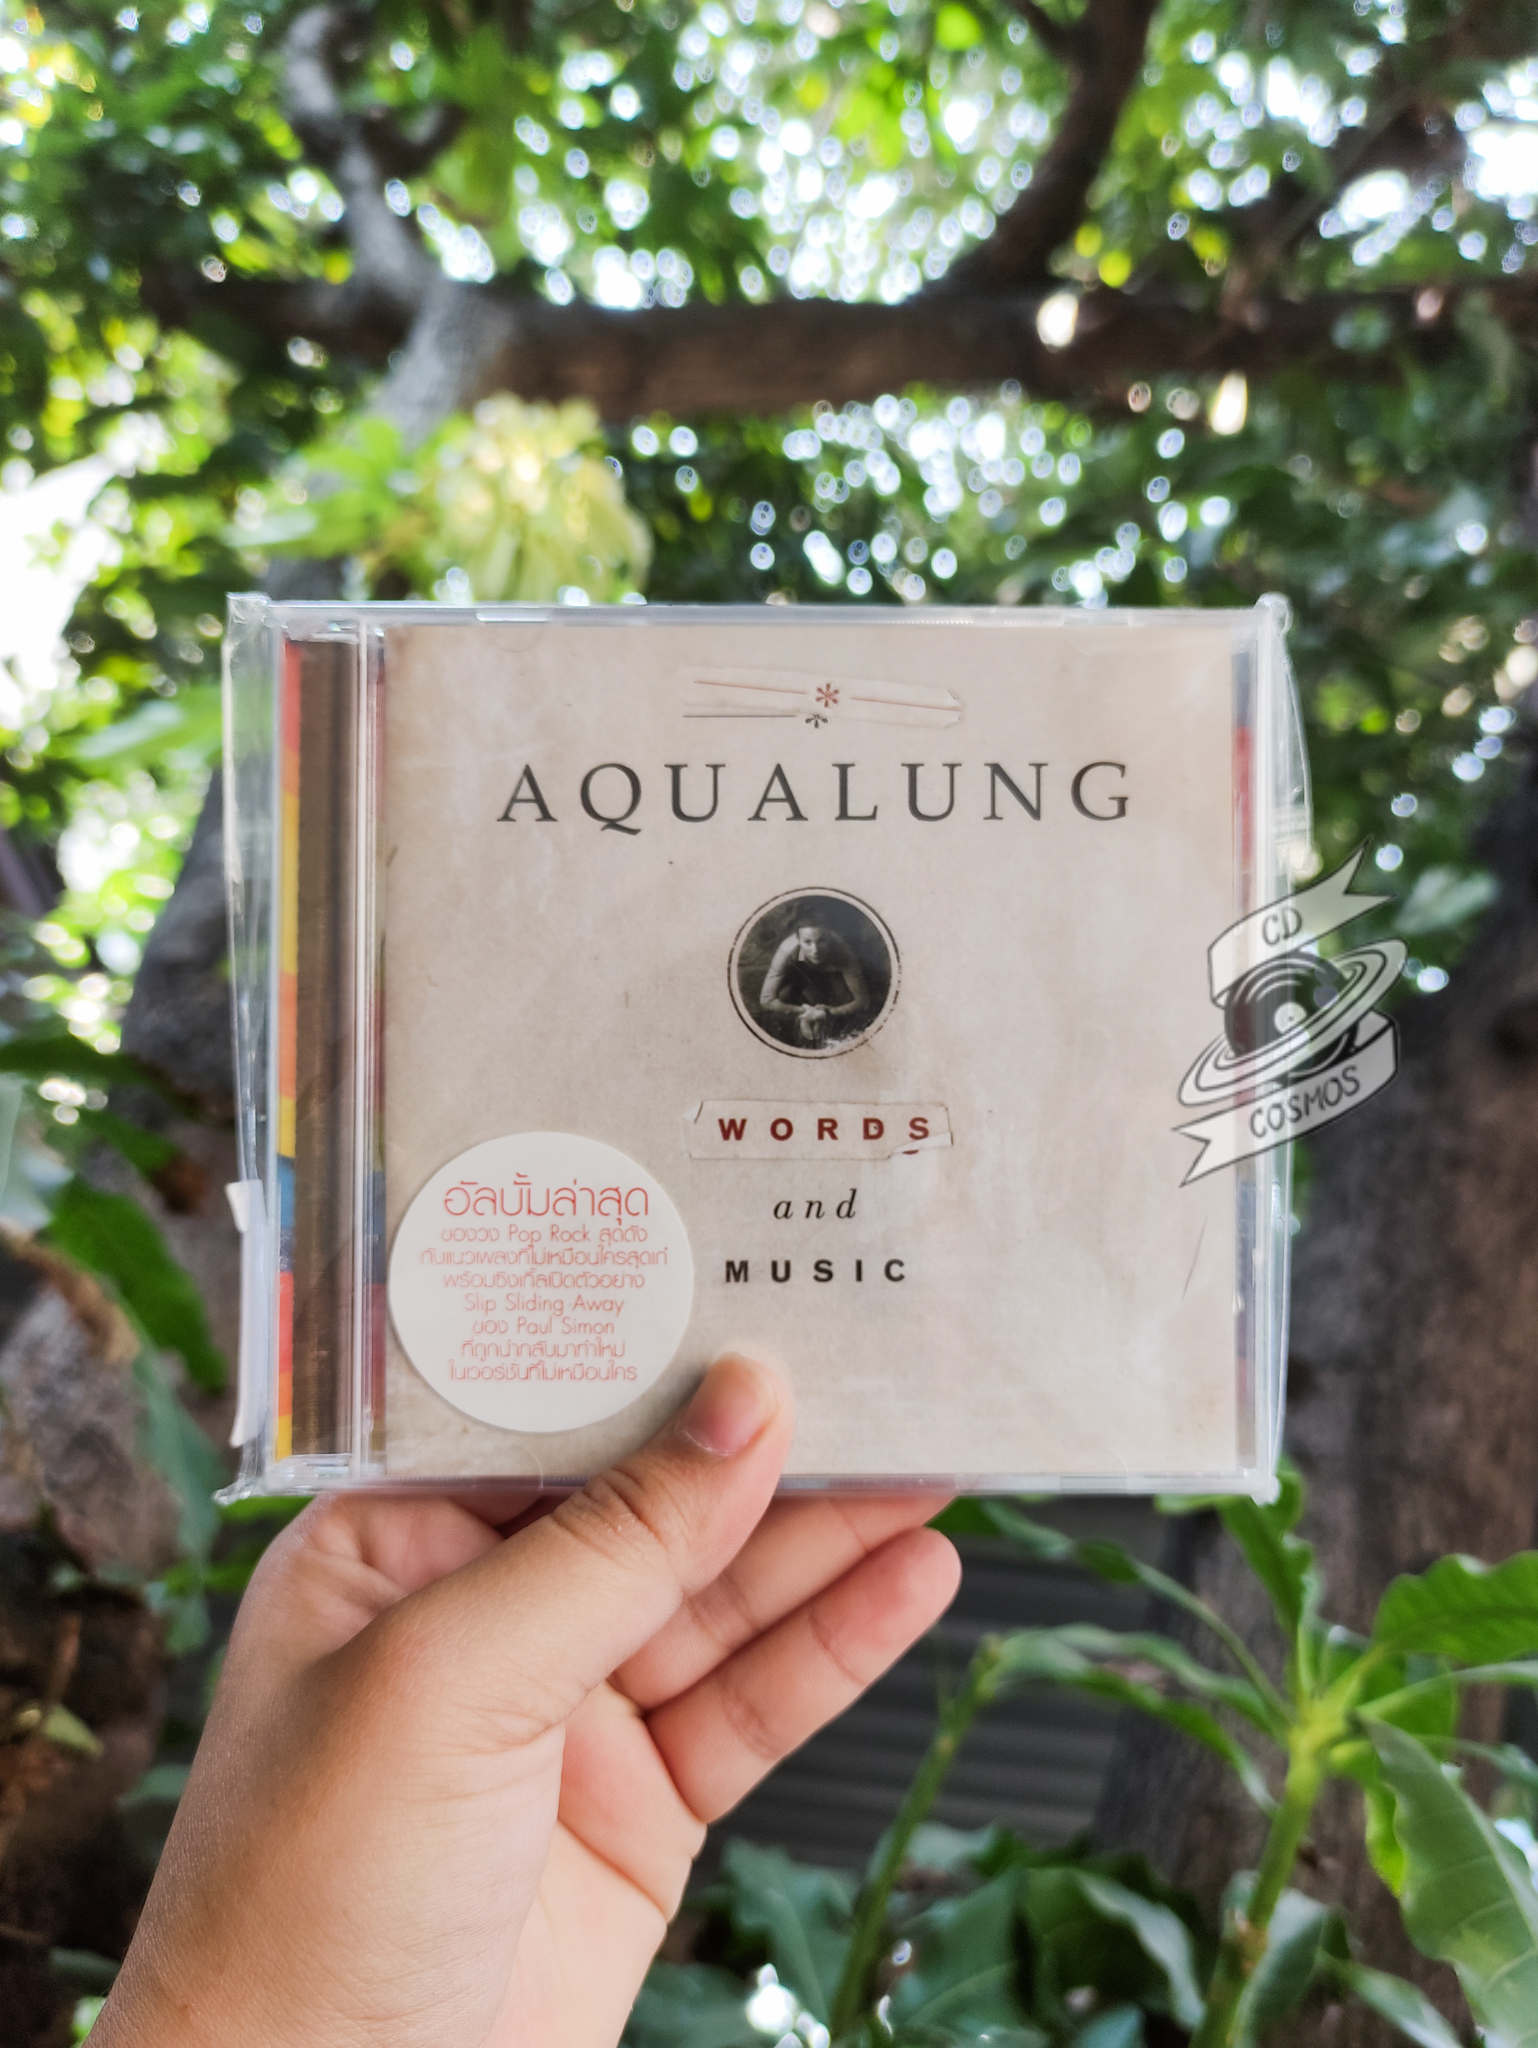 AQUALUNG
WORDS
and
MUSIC
อัลบั้มล่าสุด
ของวง Pop Rock สุดดัง
กับแนวเพลงที่ไม่เหมือนใครสุดเก๋
พร้อมซิงเกิ้ลเปิดตัวอย่าง
Slip Sliding Away
ของ Paul Simon
ที่ถูกนำกลับมาทำใหม่
ในเวอร์ชั่นที่ไม่เหมือนใคร
CD
COSMOS